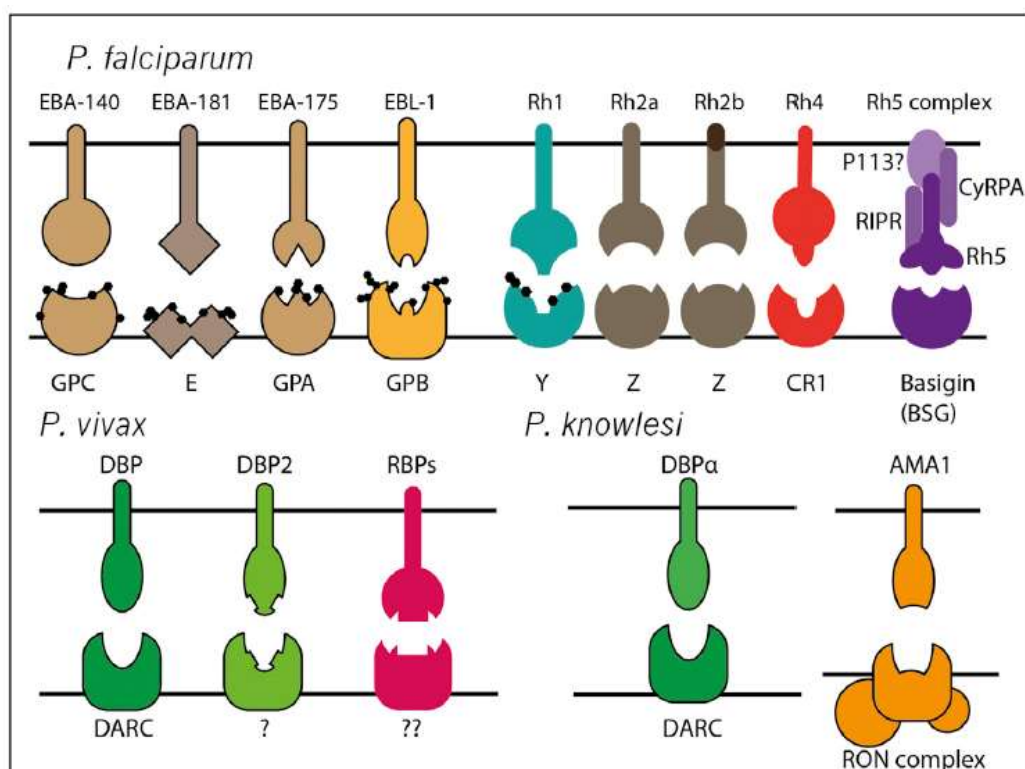 P. falciparum
EBA-140 EBA-181 EBA-175 EBL-1 Rh1 Rh2a Rh2b Rh4 Rh5 complex
P113?
CyRPA
RIPR
Rh5
GPC E GPA GPB Y Z Z CR1 Basigin
(BSG)
P. vivax P. knowlesi
DBP DBP2 RBPs DBPα AMA1
DARC ? ?? DARC
RON complex